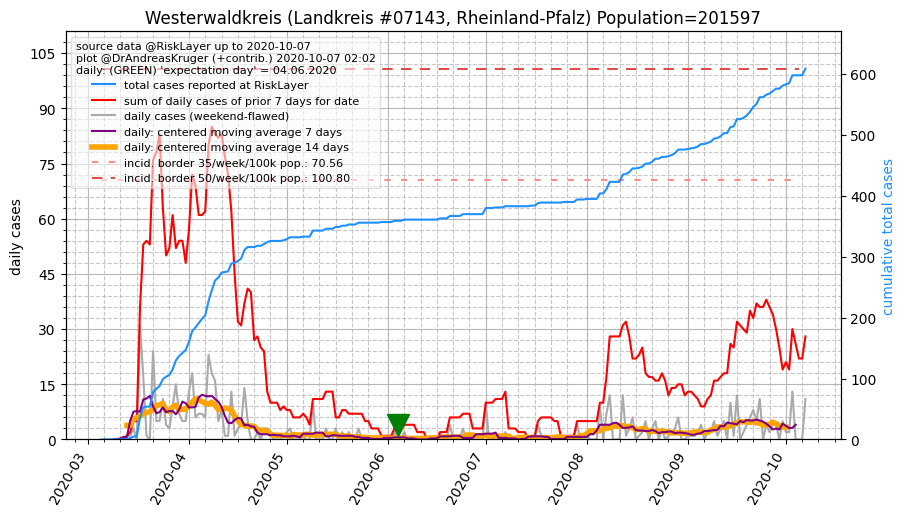 Westerwaldkreis (Landkreis #07143, Rheinland-Pfalz) Population=201597
source data @RiskLayer up to 2020-10-07
plot @DrAndreasKruger (+contrib.) 2020-10-07 02:02
daily: (GREEN) 'expectation day' = 04.06.2020
total cases reported at RiskLayer
sum of daily cases of prior 7 days for date
daily cases (weekend-flawed)
daily: centered moving average 7 days
daily: centered moving average 14 days
incid. border 35/week/100k pop.: 70.56
incid. border 50/week/100k pop.: 100.80
daily cases
105
90
75
60
45
30
15
0
cumulative total cases
600
500
400
300
200
100
0
2020-03
2020-04
2020-05
2020-06
2020-07
2020-08
2020-09
2020-10